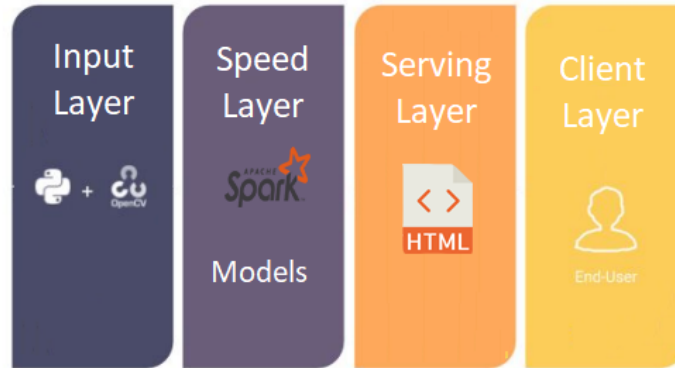 Input
Layer
+
OpenCV
Speed
Layer
APACHE
Spark
Models
Serving
Layer
< >
HTML
Client
Layer
End-User